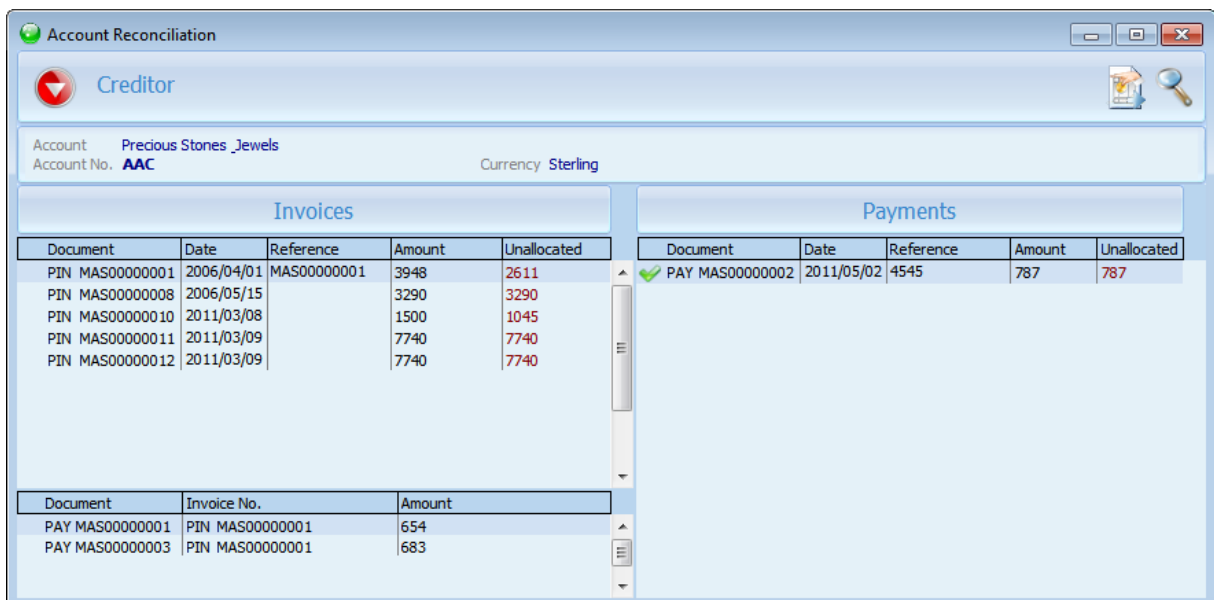 Account Reconciliation
Creditor
Account Precious Stones _Jewels
Account No. AAC Currency Sterling
Invoices
Document Date Reference Amount Unallocated
PIN MAS00000001 2006/04/01 MAS00000001 3948 2611
PIN MAS00000008 2006/05/15 3290 3290
PIN MAS00000010 2011/03/08 1500 1045
PIN MAS00000011 2011/03/09 7740 7740
PIN MAS00000012 2011/03/09 7740 7740
Document Invoice No. Amount
PAY MAS00000001 PIN MAS00000001 654
PAY MAS00000003 PIN MAS00000001 683
Payments
Document Date Reference Amount Unallocated
PAY MAS00000002 2011/05/02 4545 787 787